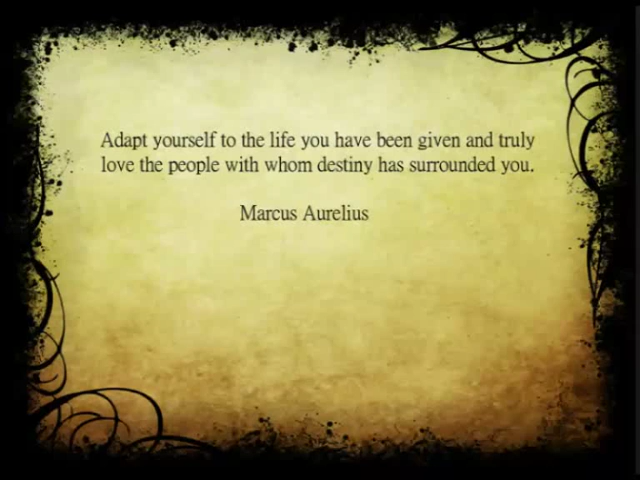 Adapt yourself to the life you have been given and truly
love the people with whom destiny has surrounded you.
Marcus Aurelius